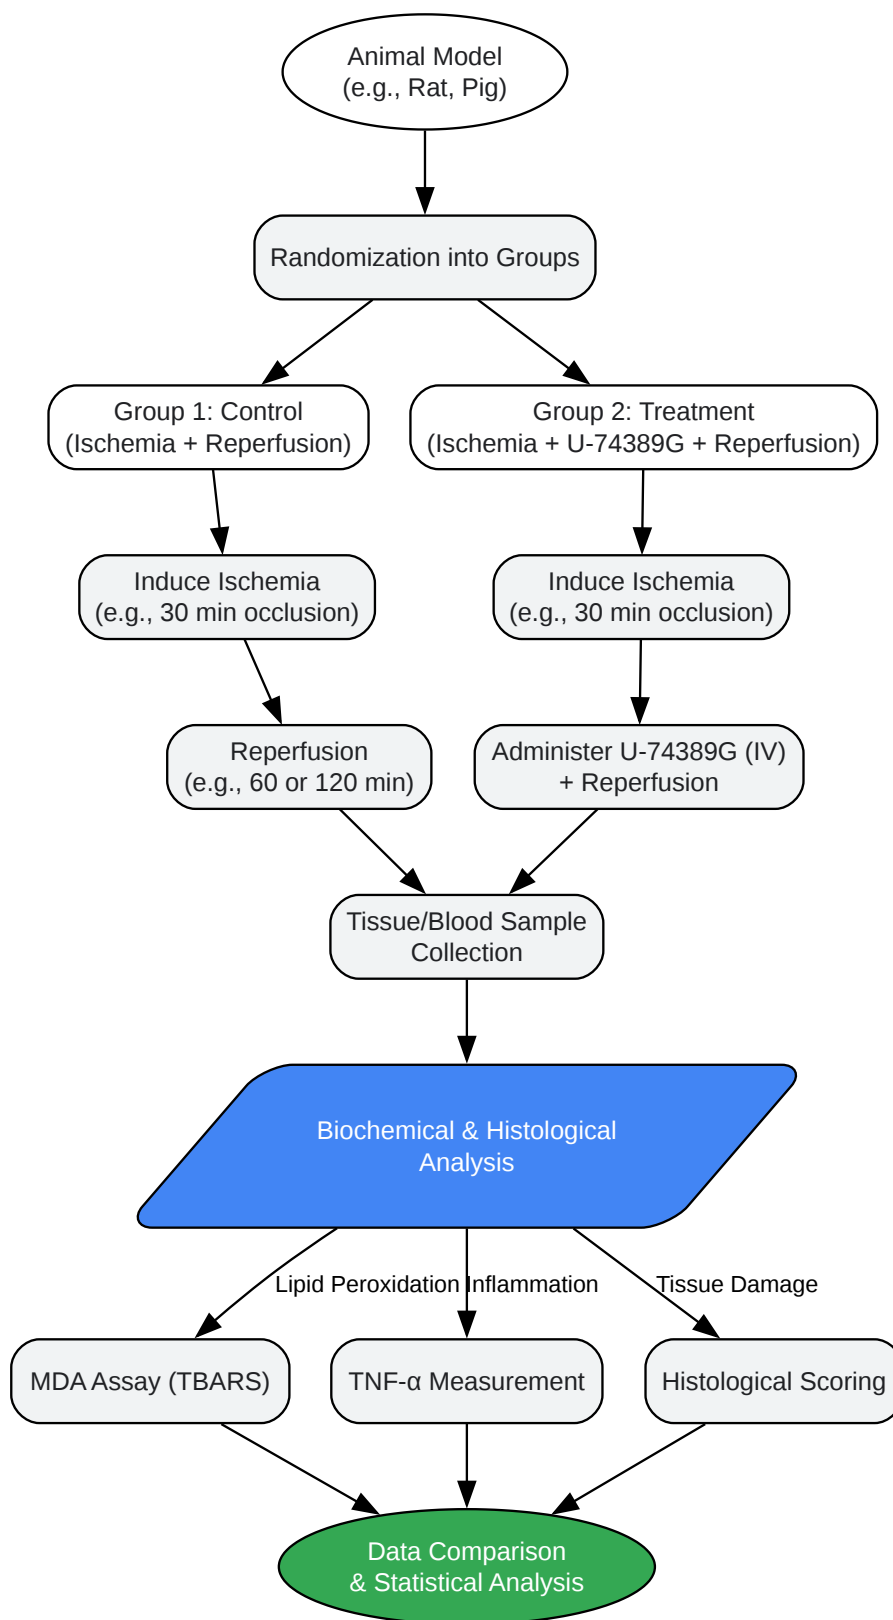 Animal Model
(e.g., Rat, Pig)
Randomization into Groups
Group 1: Control
(Ischemia + Reperfusion)
Group 2: Treatment
(Ischemia + U-74389G + Reperfusion)
Induce Ischemia
(e.g., 30 min occlusion)
Induce Ischemia
(e.g., 30 min occlusion)
Reperfusion
(e.g., 60 or 120 min)
Administer U-74389G (IV)
+ Reperfusion
Tissue/Blood Sample
Collection
Biochemical & Histological
Analysis
Lipid Peroxidation
Inflammation
Tissue Damage
MDA Assay (TBARS)
TNF-α Measurement
Histological Scoring
Data Comparison
& Statistical Analysis